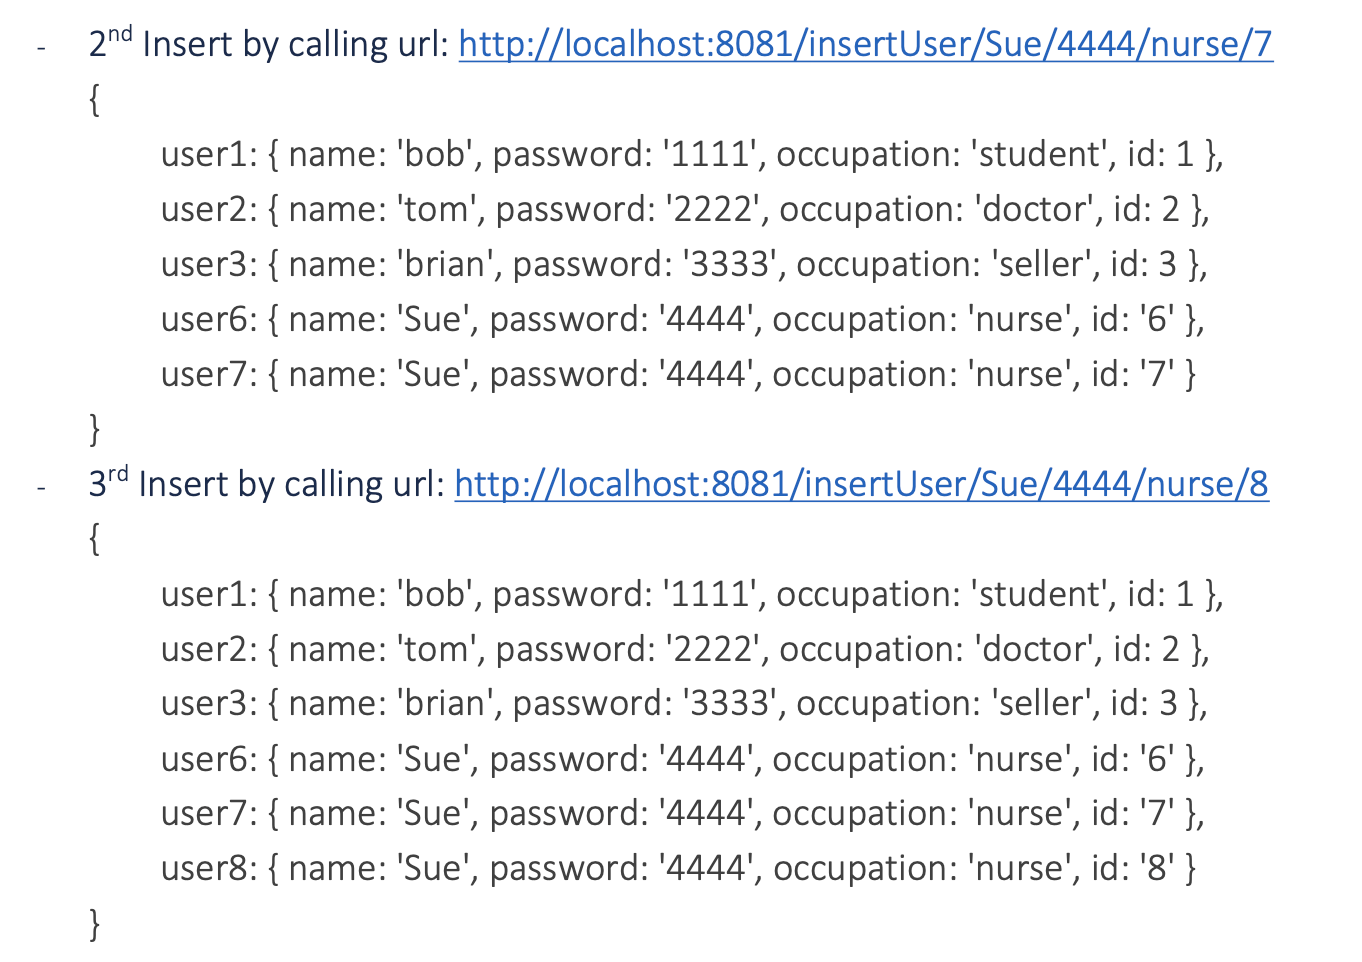 - 2nd Insert by calling url: http://localhost:8081/insertUser/Sue/4444/nurse/7
{
user1: { name: 'bob', password: '1111', occupation: 'student', id: 1 },
user2: { name: 'tom', password: '2222', occupation: 'doctor', id: 2 },
user3: { name: 'brian', password: '3333', occupation: 'seller', id: 3 },
user6: { name: 'Sue', password: '4444', occupation: 'nurse', id: '6' },
user7: { name: 'Sue', password: '4444', occupation: 'nurse', id: '7' }
}
- 3rd Insert by calling url: http://localhost:8081/insertUser/Sue/4444/nurse/8
{
user1: { name: 'bob', password: '1111', occupation: 'student', id: 1 },
user2: { name: 'tom', password: '2222', occupation: 'doctor', id: 2 },
user3: { name: 'brian', password: '3333', occupation: 'seller', id: 3 },
user6: { name: 'Sue', password: '4444', occupation: 'nurse', id: '6' },
user7: { name: 'Sue', password: '4444', occupation: 'nurse', id: '7' },
user8: { name: 'Sue', password: '4444', occupation: 'nurse', id: '8' }
}